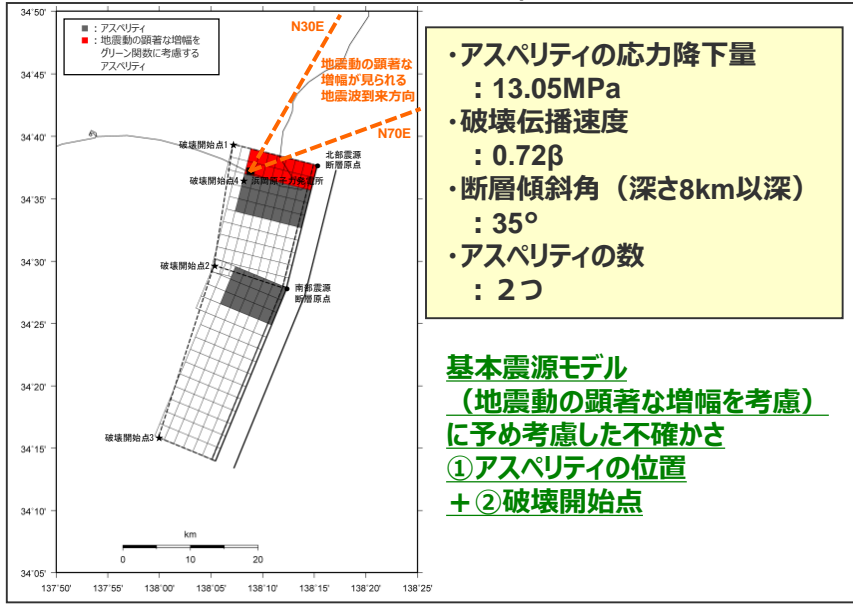 34˚50'
34˚45'
34˚40'
34˚35'
34˚30'
34˚25'
34˚20'
34˚15'
34˚10'
34˚05'
137˚50'
137˚55'
138˚00'
138˚05'
138˚10'
138˚15'
138˚20'
138˚25'
■：アスペリティ
■：地震動の顕著な増幅を
グリーン関数に考慮する
アスペリティ
N30E
地震動の顕著な
増幅が見られる
地震波到来方向
N70E
破壊開始点1
北部震源
断層原点
破壊開始点4
浜岡原子力発電所
破壊開始点2
南部震源
断層原点
破壊開始点3
km
0
10
20
・アスペリティの応力降下量
：13.05MPa
・破壊伝播速度
：0.72β
・断層傾斜角（深さ8km以深）
：35°
・アスペリティの数
：２つ
基本震源モデル
（地震動の顕著な増幅を考慮）
に予め考慮した不確かさ
①アスペリティの位置
＋②破壊開始点